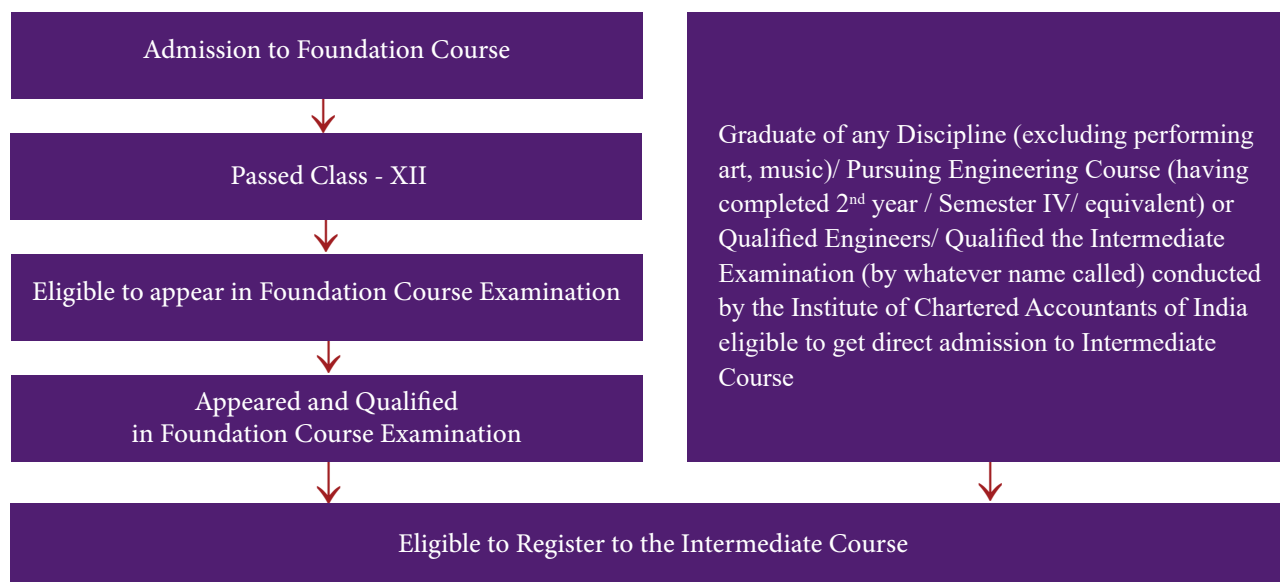 Admission to Foundation Course
Passed Class - XII
Eligible to appear in Foundation Course Examination
Appeared and Qualified
in Foundation Course Examination
Graduate of any Discipline (excluding performing
art, music)/ Pursuing Engineering Course (having
completed 2nd year / Semester IV/ equivalent) or
Qualified Engineers/ Qualified the Intermediate
Examination (by whatever name called) conducted
by the Institute of Chartered Accountants of India
eligible to get direct admission to Intermediate
Course
Eligible to Register to the Intermediate Course